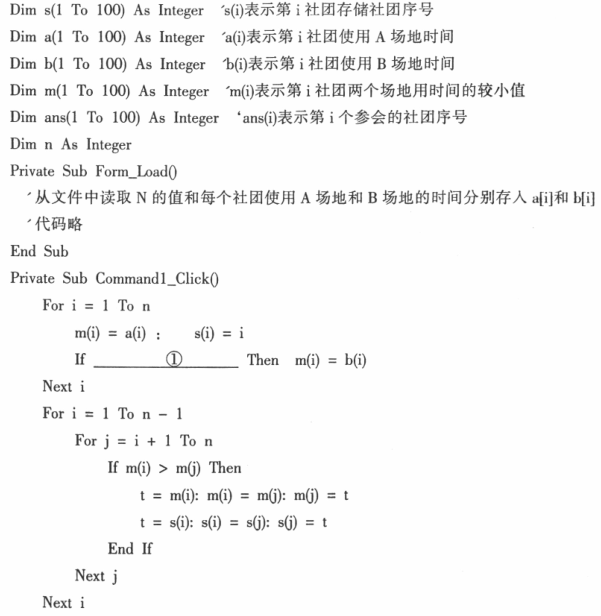 Dim s(1 To 100) As Integer ´s(i)表示第 i 社团存储社团序号
Dim a(1 To 100) As Integer ´a(i)表示第 i 社团使用 A 场地时间
Dim b(1 To 100) As Integer ´b(i)表示第 i 社团使用 B 场地时间
Dim m(1 To 100) As Integer ´m(i)表示第 i 社团两个场地用时间的较小值
Dim ans(1 To 100) As Integer ‘ans(i)表示第 i 个参会的社团序号
Dim n As Integer
Private Sub Form_Load()
´从文件中读取 N 的值和每个社团使用 A 场地和 B 场地的时间分别存入 a[i]和 b[i]
´代码略
End Sub
Private Sub Command1_Click()
For i = 1 To n
m(i) = a(i) : s(i) = i
If ______①______ Then m(i) = b(i)
Next i
For i = 1 To n - 1
For j = i + 1 To n
If m(i) > m(j) Then
t = m(i): m(i) = m(j): m(j) = t
t = s(i): s(i) = s(j): s(j) = t
End If
Next j
Next i